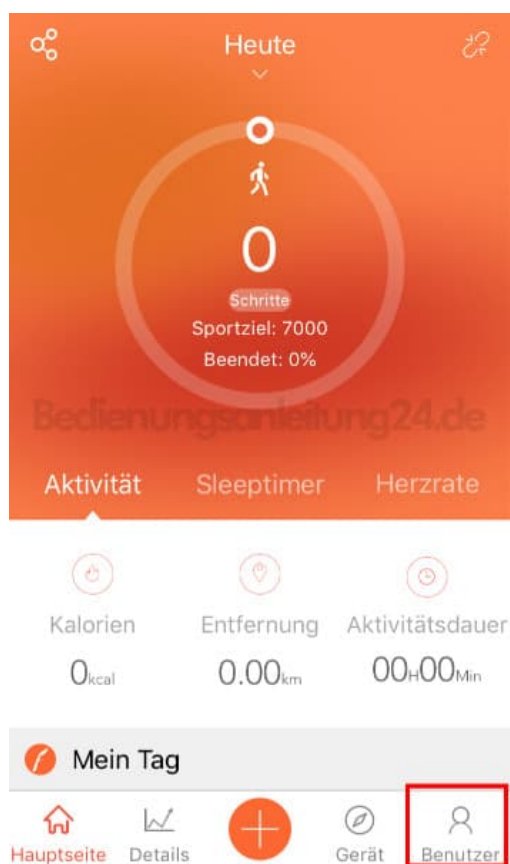 Heute
0
Schritte
Sportziel: 7000
Beendet: 0%
Bedienungsanleitung24.de
Aktivität Sleeptimer Herzrate
Kalorien Entfernung Aktivitätsdauer
0kcal 0.00km 00H00Min
Mein Tag
Hauptseite Details Gerät Benutzer